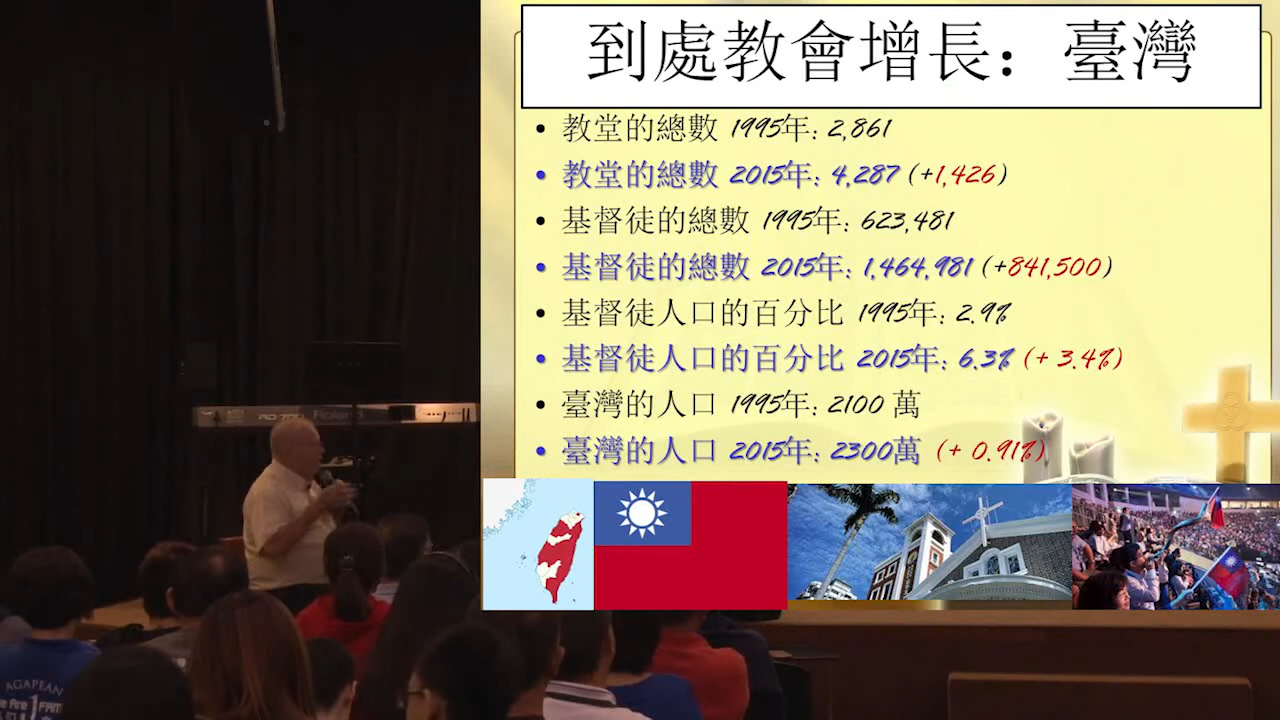 到處教會增長：臺灣
• 教堂的總數 1995年: 2,861
• 教堂的總數 2015年: 4,287 (+1,426)
• 基督徒的總數 1995年: 623,481
• 基督徒的總數 2015年: 1,464,981 (+841,500)
• 基督徒人口的百分比 1995年: 2.9%
• 基督徒人口的百分比 2015年: 6.3% (+ 3.4%)
• 臺灣的人口 1995年: 2100 萬
• 臺灣的人口 2015年: 2300萬 (+ 0.91%)
Roland
AGAPEAN
We Are 1 FAM